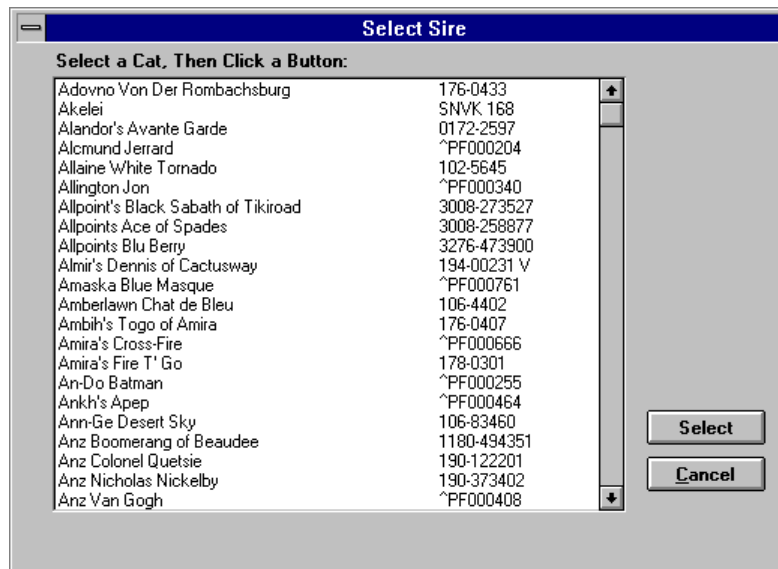 Select Sire
Select a Cat, Then Click a Button:
Adovno Von Der Rombachsburg 176-0433
Akelei SNVK 168
Alandor's Avante Garde 0172-2597
Alcmund Jerrard ^PF000204
Allaine White Tornado 102-5645
Allington Jon ^PF000340
Allpoint's Black Sabath of Tikiroad 3008-273527
Allpoints Ace of Spades 3008-258877
Allpoints Blu Berry 3276-473900
Almir's Dennis of Cactusway 194-00231 V
Amaska Blue Masque ^PF000761
Amberlawn Chat de Bleu 106-4402
Ambih's Togo of Amira 176-0407
Amira's Cross-Fire ^PF000666
Amira's Fire T' Go 178-0301
An-Do Batman ^PF000255
Ankh's Apep ^PF000464
Ann-Ge Desert Sky 106-83460
Anz Boomerang of Beaudee 1180-494351
Anz Colonel Quetsie 190-122201
Anz Nicholas Nickelby 190-373402
Anz Van Gogh ^PF000408
Select
Cancel